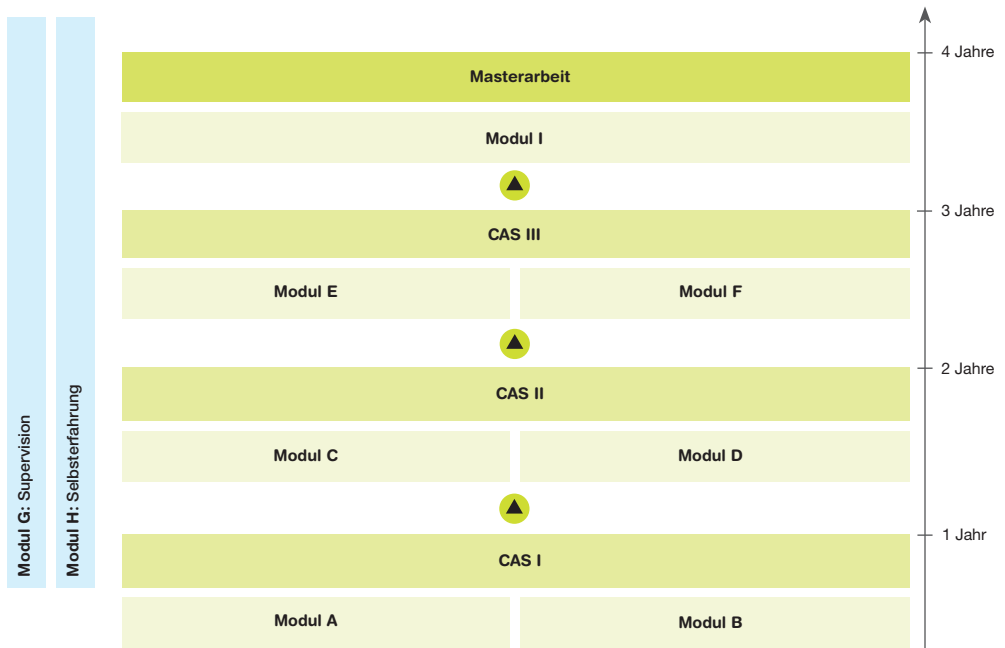 4 Jahre
Masterarbeit
Modul I
3 Jahre
CAS III
Modul E
Modul F
2 Jahre
CAS II
Modul C
Modul D
1 Jahr
CAS I
Modul A
Modul B
Modul G: Supervision
Modul H: Selbsterfahrung